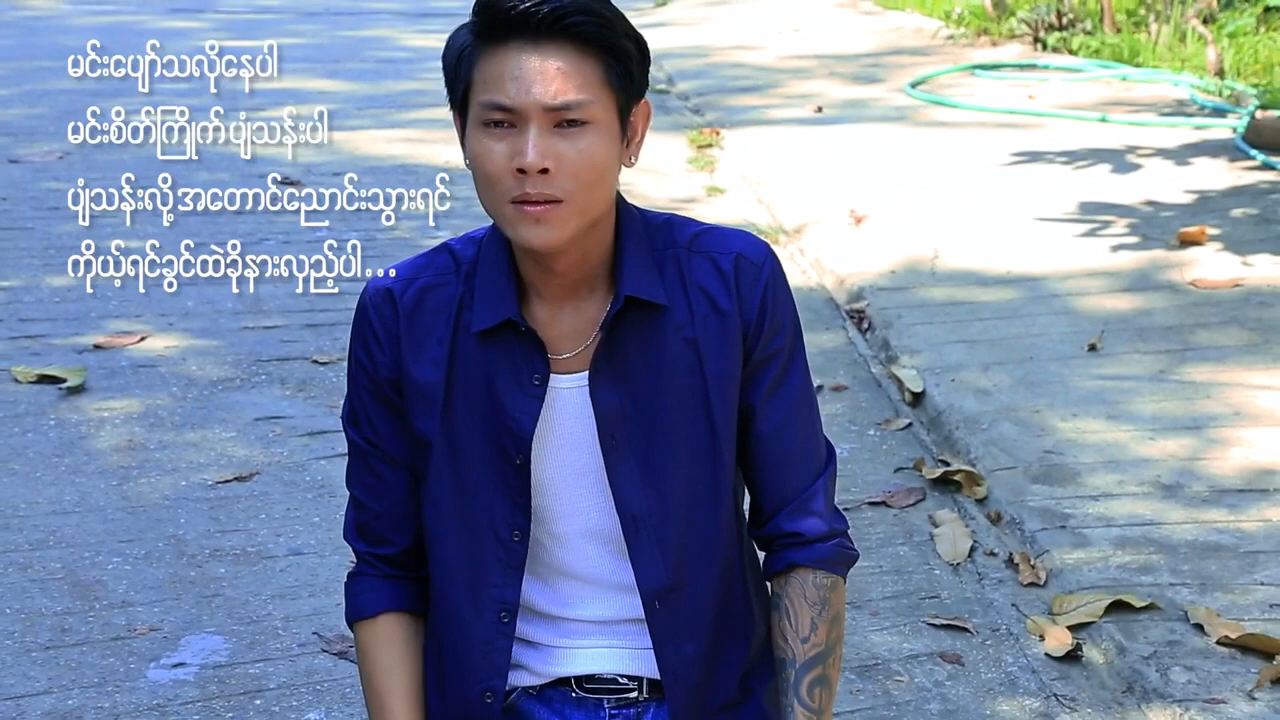 မင်းပျော်သလိုနေပါ
မင်းစိတ်ကြိုက်ပျံသန်းပါ
ပျံသန်းလို့အတောင်ညောင်းသွားရင်
ကိုယ့်ရင်ခွင်ထဲခိုနားလှည့်ပါ...